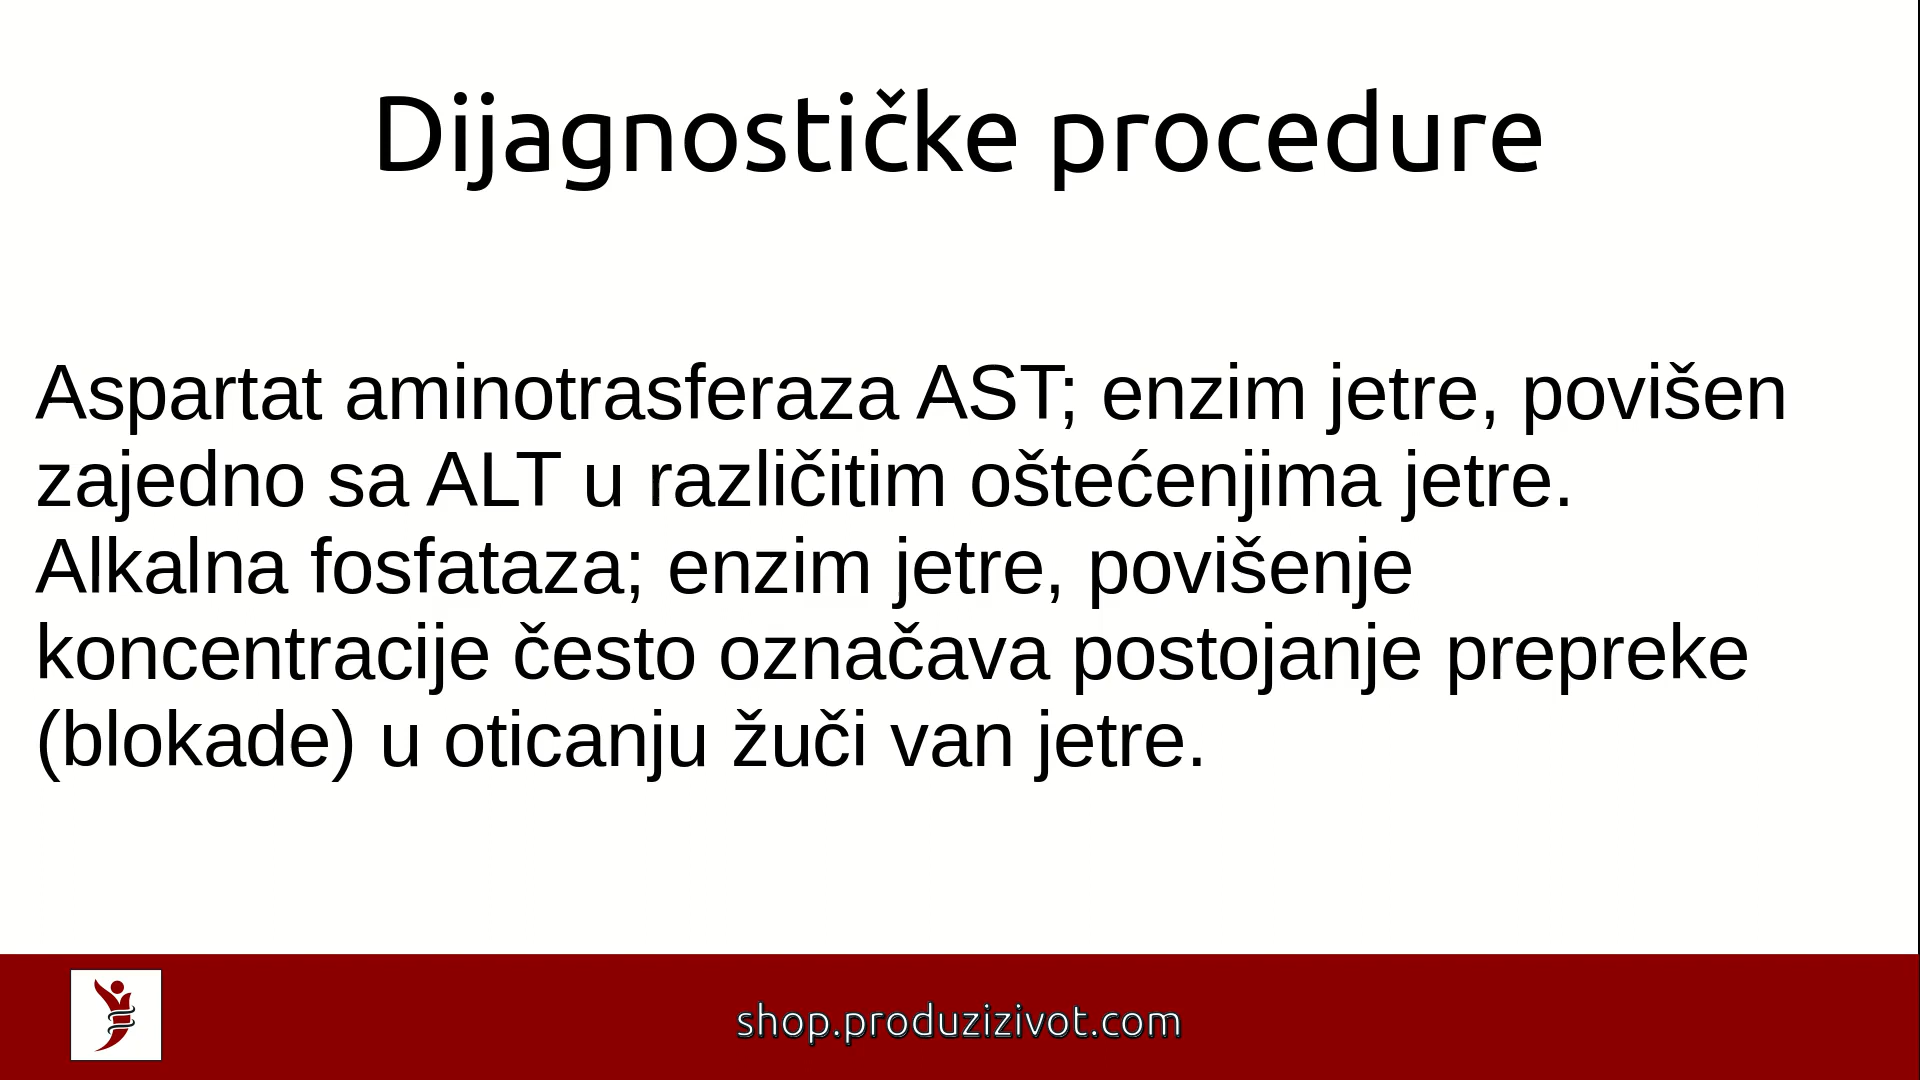 Dijagnostičke procedure
Aspartat aminotrasferaza AST; enzim jetre, povišen
zajedno sa ALT u različitim oštećenjima jetre.
Alkalna fosfataza; enzim jetre, povišenje
koncentracije često označava postojanje prepreke
(blokade) u oticanju žuči van jetre.
shop.produzizivot.com